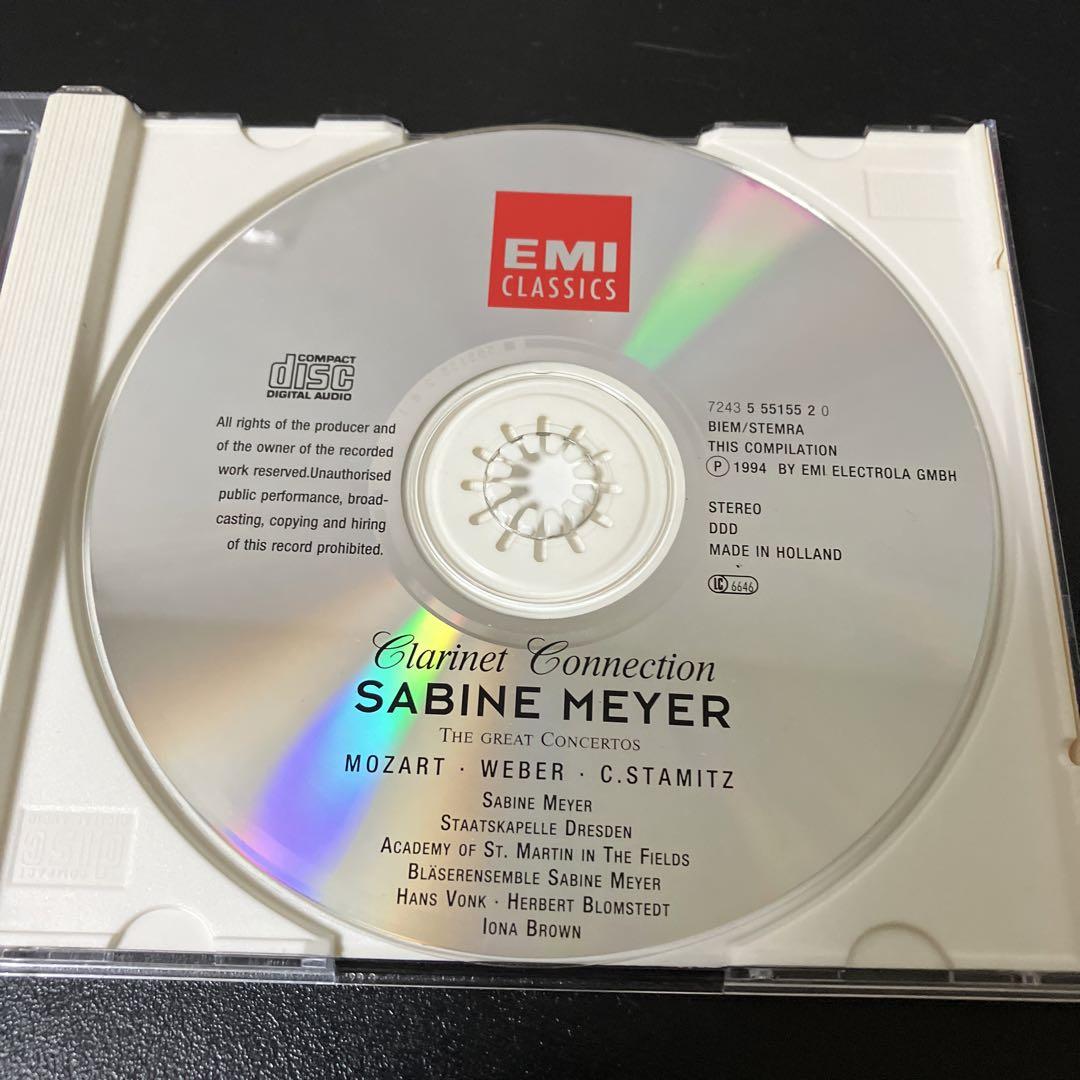 EMI
CLASSICS
COMPACT
disc
DIGITAL AUDIO
All rights of the producer and
of the owner of the recorded
work reserved.Unauthorised
public performance, broad-
casting, copying and hiring
of this record prohibited.
7243 5 55155 2 0
BIEM/STEMRA
THIS COMPILATION
Ⓟ 1994 BY EMI ELECTROLA GMBH
STEREO
DDD
MADE IN HOLLAND
LC 6646
Clarinet Connection
SABINE MEYER
THE GREAT CONCERTOS
MOZART · WEBER · C.STAMITZ
SABINE MEYER
STAATSKAPELLE DRESDEN
ACADEMY OF ST. MARTIN IN THE FIELDS
BLÄSERENSEMBLE SABINE MEYER
HANS VONK · HERBERT BLOMSTEDT
IONA BROWN